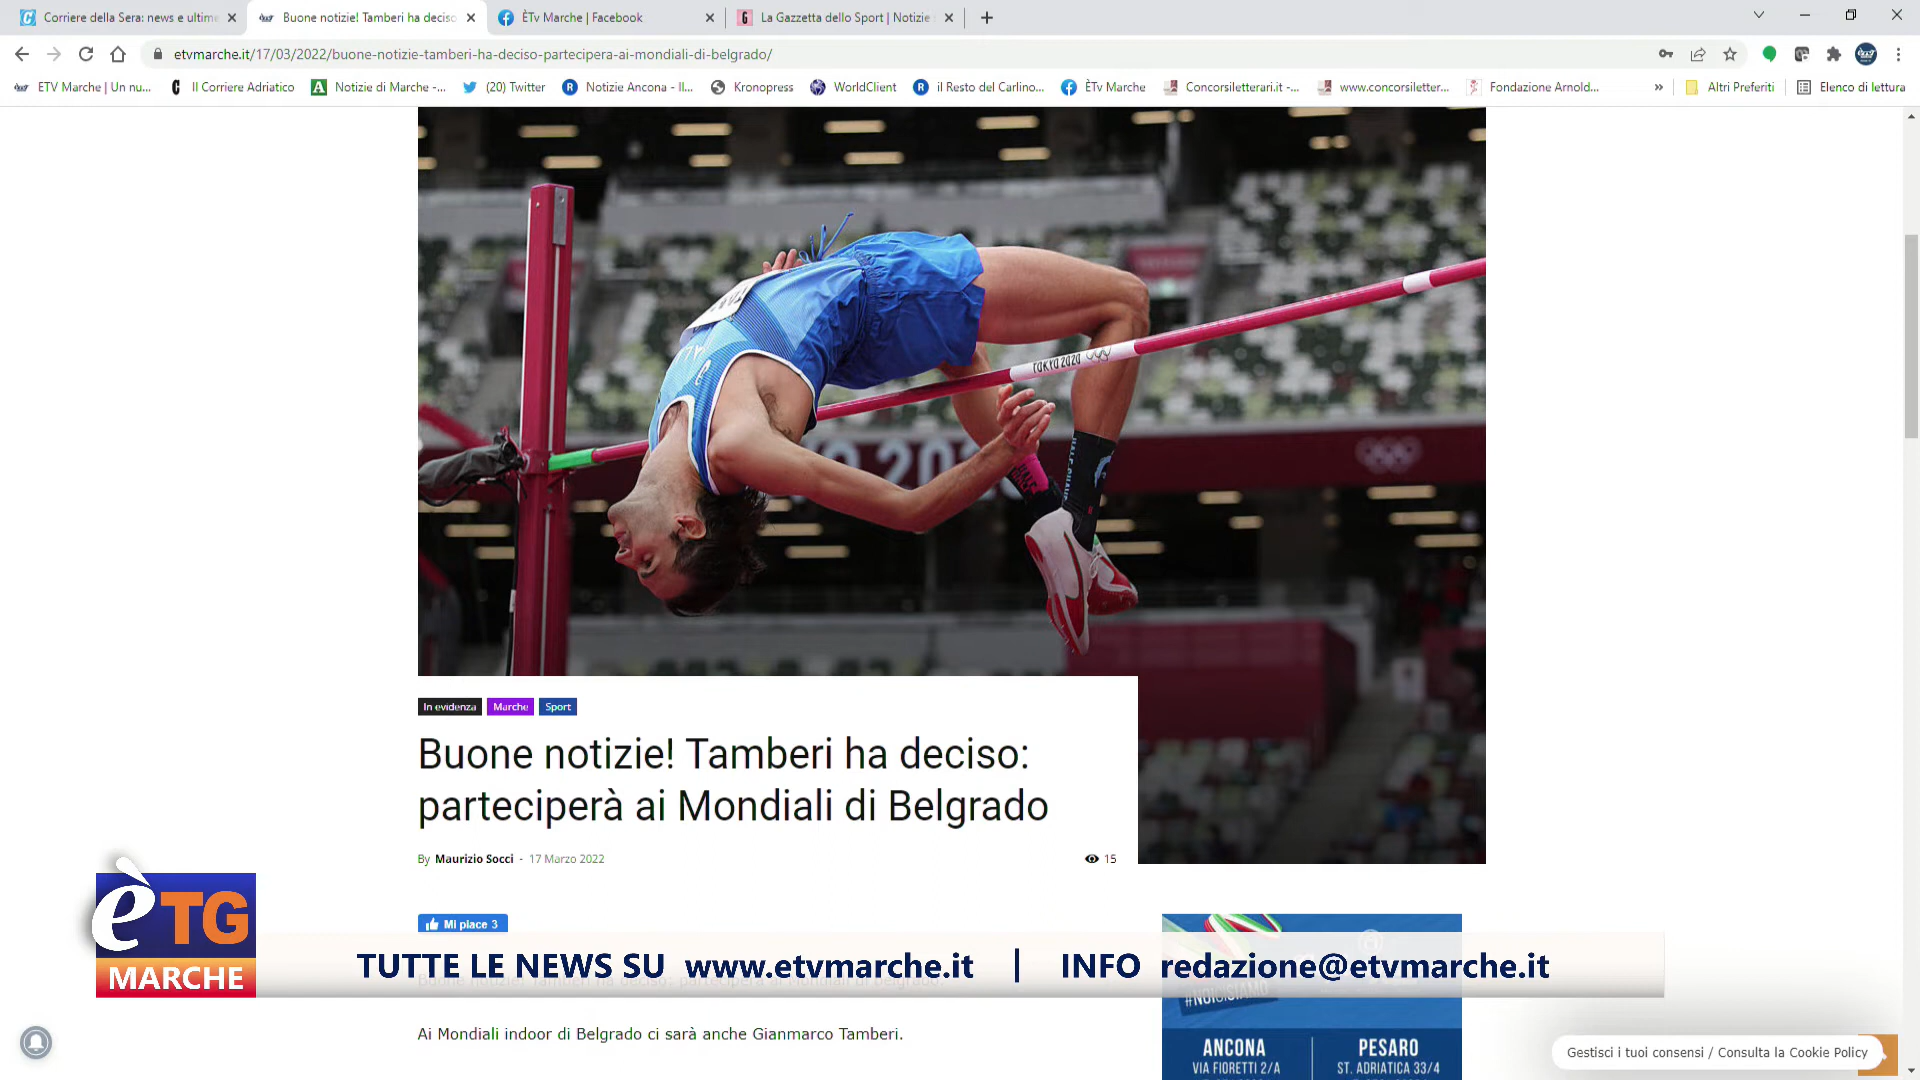 Corriere della Sera: news e ultime
Buone notizie! Tamberi ha deciso
ÈTv Marche | Facebook
La Gazzetta dello Sport | Notizie
etvmarche.it/17/03/2022/buone-notizie-tamberi-ha-deciso-partecipera-ai-mondiali-di-belgrado/
ETV Marche | Un nu...
Il Corriere Adriatico
Notizie di Marche -...
(20) Twitter
Notizie Ancona - Il...
Kronopress
WorldClient
il Resto del Carlino...
ÈTv Marche
Concorsiletterari.it -...
www.concorsiletter...
Fondazione Arnold...
Altri Preferiti
Elenco di lettura
TOKYO 2020
In evidenza
Marche
Sport
Buone notizie! Tamberi ha deciso:
parteciperà ai Mondiali di Belgrado
By Maurizio Socci - 17 Marzo 2022
15
Mi piace 3
èTG
MARCHE
TUTTE LE NEWS SU www.etvmarche.it | INFO redazione@etvmarche.it
#NOICISIAMO
Ai Mondiali indoor di Belgrado ci sarà anche Gianmarco Tamberi.
ANCONA
VIA FIORETTI 2/A
PESARO
ST. ADRIATICA 33/4
Gestisci i tuoi consensi / Consulta la Cookie Policy